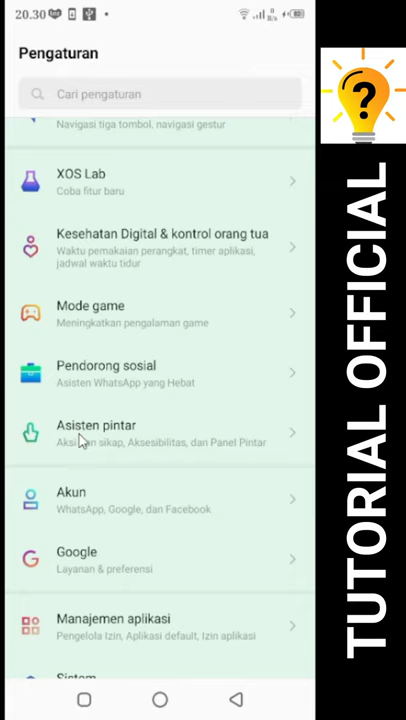 20.30
Pengaturan
Cari pengaturan
Navigasi tiga tombol, navigasi gestur
XOS Lab
Coba fitur baru
Kesehatan Digital & kontrol orang tua
Waktu pemakaian perangkat, timer aplikasi,
jadwal waktu tidur
Mode game
Meningkatkan pengalaman game
Pendorong sosial
Asisten WhatsApp yang Hebat
Asisten pintar
sikap, Aksesibilitas, dan Panel Pintar
Akun
WhatsApp, Google, dan Facebook
Google
Layanan & preferensi
Manajemen aplikasi
Pengelola Izin, Aplikasi default, Izin aplikasi
Sistem
TUTORIAL OFFICIAL